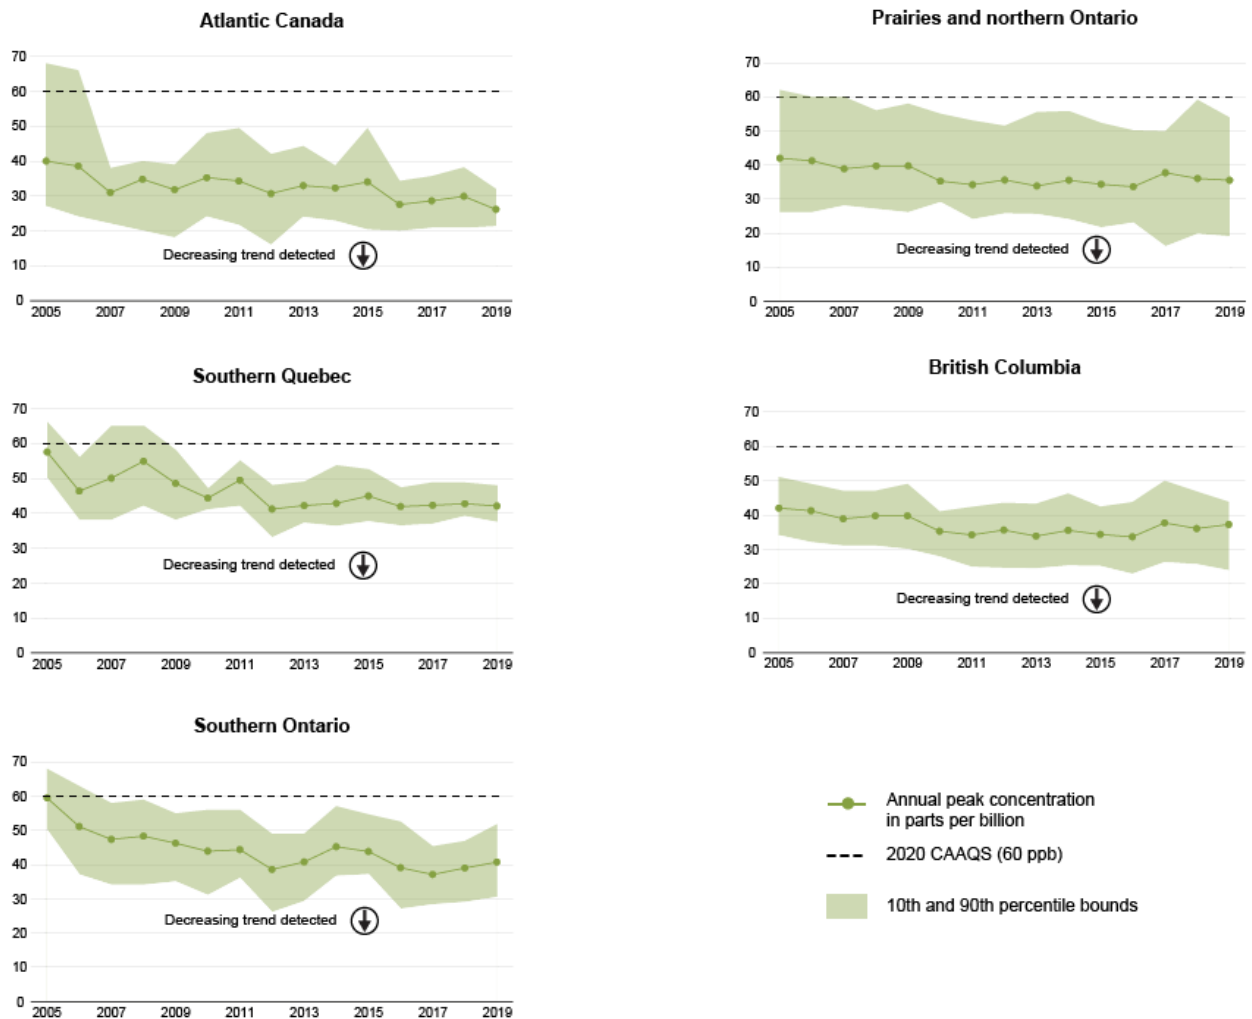 Atlantic Canada
70
60
50
40
30
20
10
0
Decreasing trend detected
2005 2007 2009 2011 2013 2015 2017 2019
Prairies and northern Ontario
70
60
50
40
30
20
10
0
Decreasing trend detected
2005 2007 2009 2011 2013 2015 2017 2019
Southern Quebec
70
60
50
40
30
20
10
0
Decreasing trend detected
2005 2007 2009 2011 2013 2015 2017 2019
British Columbia
70
60
50
40
30
20
10
0
Decreasing trend detected
2005 2007 2009 2011 2013 2015 2017 2019
Southern Ontario
70
60
50
40
30
20
10
0
Decreasing trend detected
2005 2007 2009 2011 2013 2015 2017 2019
Annual peak concentration
in parts per billion
2020 CAAQS (60 ppb)
10th and 90th percentile bounds